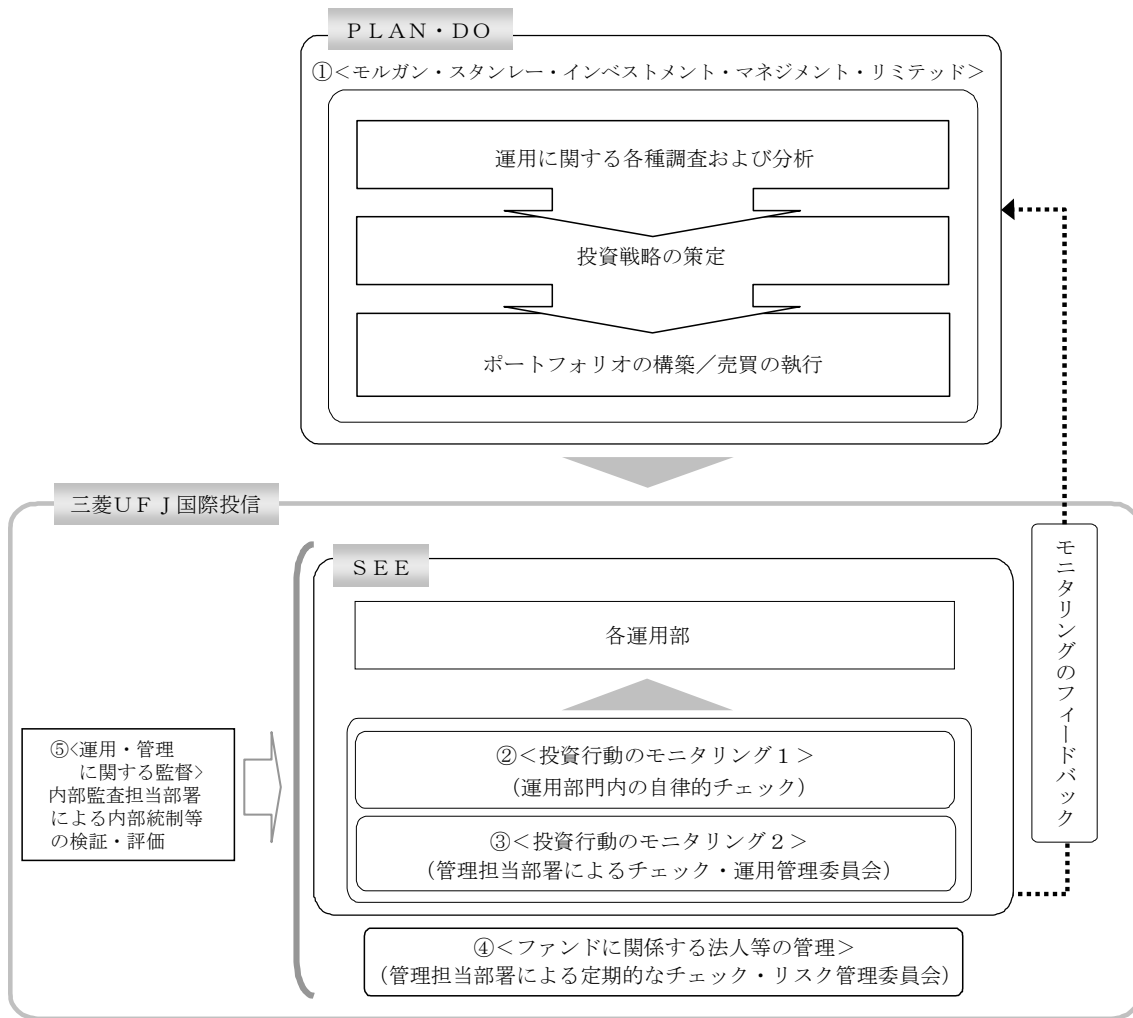 ＰＬＡＮ・ＤＯ
①＜モルガン・スタンレー・インベストメント・マネジメント・リミテッド＞
運用に関する各種調査および分析
投資戦略の策定
ポートフォリオの構築／売買の執行
三菱ＵＦＪ国際投信
ＳＥＥ
各運用部
②＜投資行動のモニタリング１＞
（運用部門内の自律的チェック）
③＜投資行動のモニタリング２＞
（管理担当部署によるチェック・運用管理委員会）
④＜ファンドに関係する法人等の管理＞
（管理担当部署による定期的なチェック・リスク管理委員会）
⑤<運用・管理
に関する監督>
内部監査担当部署
による内部統制等
の検証・評価
モニタリングのフィードバック